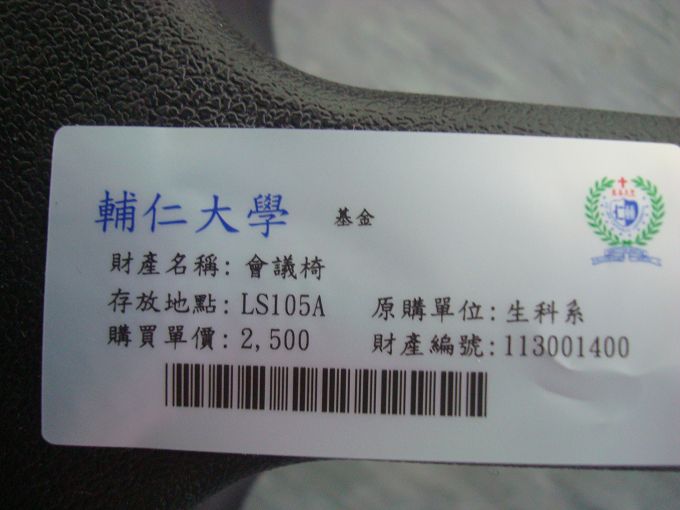 輔仁大學 基金
財產名稱: 會議椅
存放地點: LS105A 原購單位: 生科系
購買單價: 2,500 財產編號: 113001400